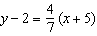 y − 2 = 4/7 (x + 5)